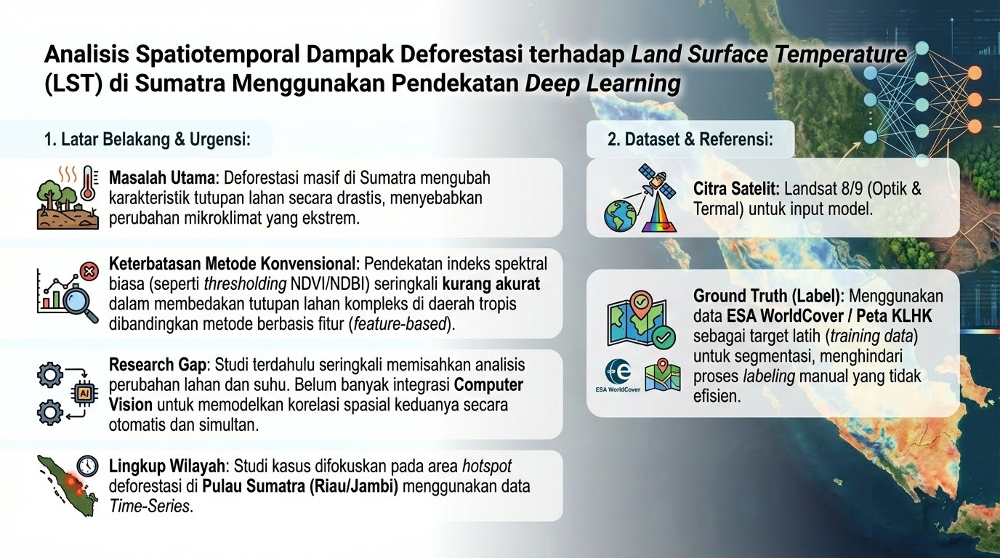 Analisis Spatiotemporal Dampak Deforestasi terhadap Land Surface Temperature
(LST) di Sumatra Menggunakan Pendekatan Deep Learning
1. Latar Belakang & Urgensi:
Masalah Utama: Deforestasi masif di Sumatra mengubah
karakteristik tutupan lahan secara drastis, menyebabkan
perubahan mikroklimat yang ekstrem.
Keterbatasan Metode Konvensional: Pendekatan indeks spektral
biasa (seperti thresholding NDVI/NDBI) seringkali kurang akurat
dalam membedakan tutupan lahan kompleks di daerah tropis
dibandingkan metode berbasis fitur (feature-based).
AI
Research Gap: Studi terdahulu seringkali memisahkan analisis
perubahan lahan dan suhu. Belum banyak integrasi Computer
Vision untuk memodelkan korelasi spasial keduanya secara
otomatis dan simultan.
Lingkup Wilayah: Studi kasus difokuskan pada area hotspot
deforestasi di Pulau Sumatra (Riau/Jambi) menggunakan data
Time-Series.
2. Dataset & Referensi:
Citra Satelit: Landsat 8/9 (Optik &
Termal) untuk input model.
Ground Truth (Label): Menggunakan
data ESA WorldCover / Peta KLHK
sebagai target latih (training data)
untuk segmentasi, menghindari
proses labeling manual yang tidak
efisien.
e
ESA WorldCover